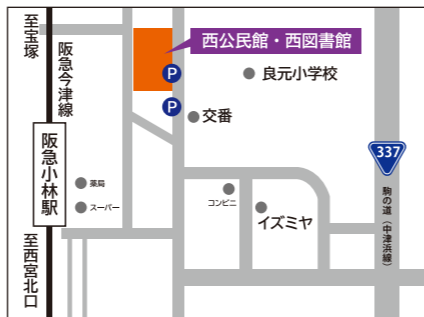 至宝塚
阪急今津線
西公民館・西図書館
P
良元小学校
P
交番
阪急小林駅
337
薬局
スーパー
コンビニ
イズミヤ
駒の道(中津浜線)
至西宮北口